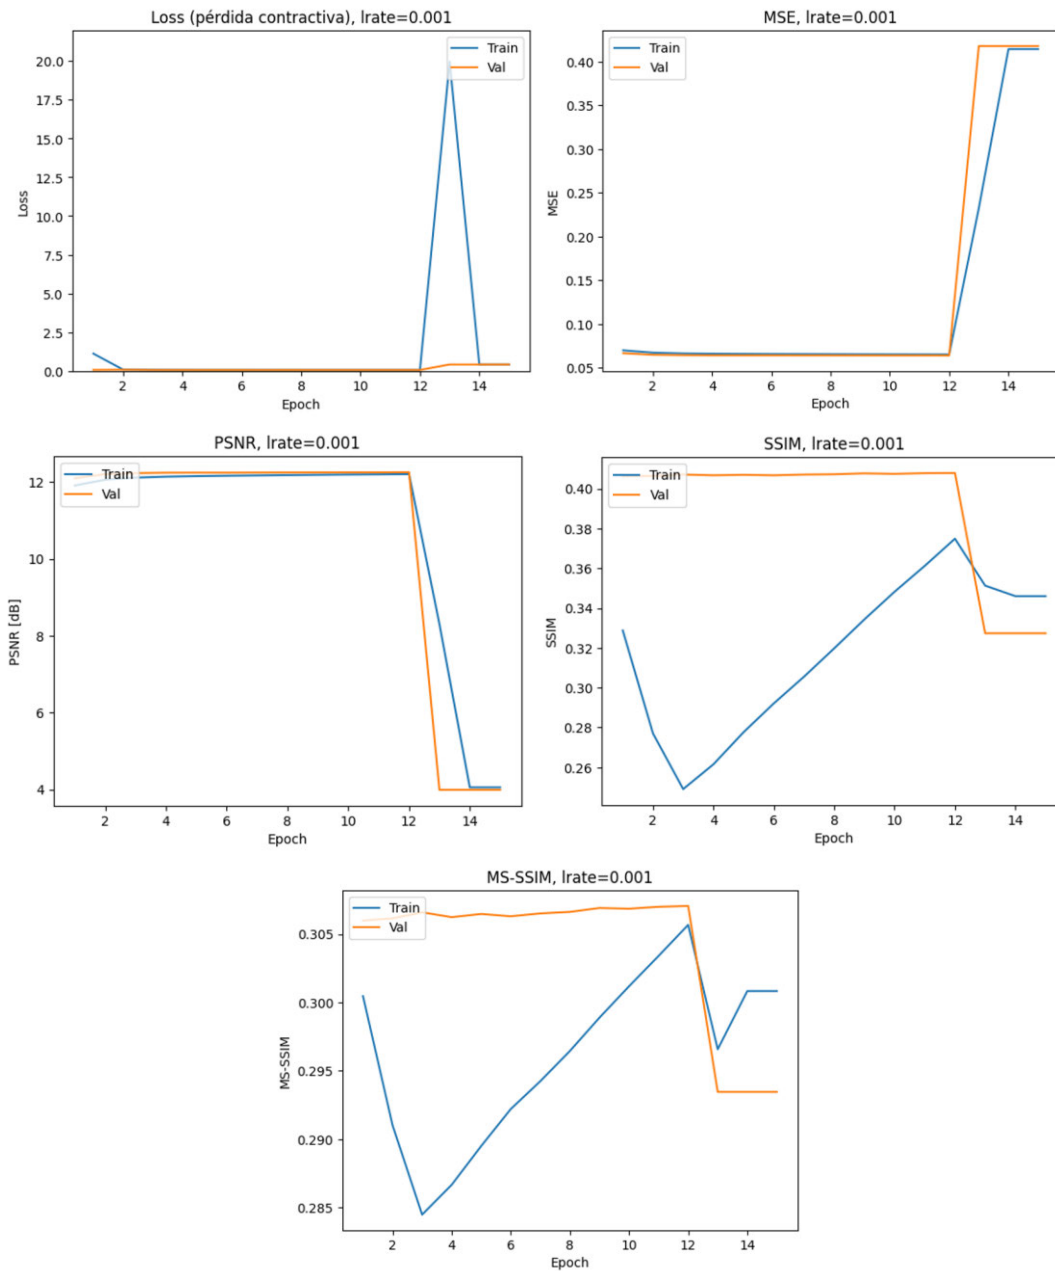 Loss (pérdida contractiva), lrate=0.001
Train
Val
20.0
17.5
15.0
12.5
10.0
7.5
5.0
2.5
0.0
Loss
2 4 6 8 10 12 14
Epoch
MSE, lrate=0.001
Train
Val
0.40
0.35
0.30
0.25
0.20
0.15
0.10
0.05
MSE
2 4 6 8 10 12 14
Epoch
PSNR, lrate=0.001
Train
Val
12
10
8
6
4
PSNR [dB]
2 4 6 8 10 12 14
Epoch
SSIM, lrate=0.001
Train
Val
0.40
0.38
0.36
0.34
0.32
0.30
0.28
0.26
SSIM
2 4 6 8 10 12 14
Epoch
MS-SSIM, lrate=0.001
Train
Val
0.305
0.300
0.295
0.290
0.285
MS-SSIM
2 4 6 8 10 12 14
Epoch